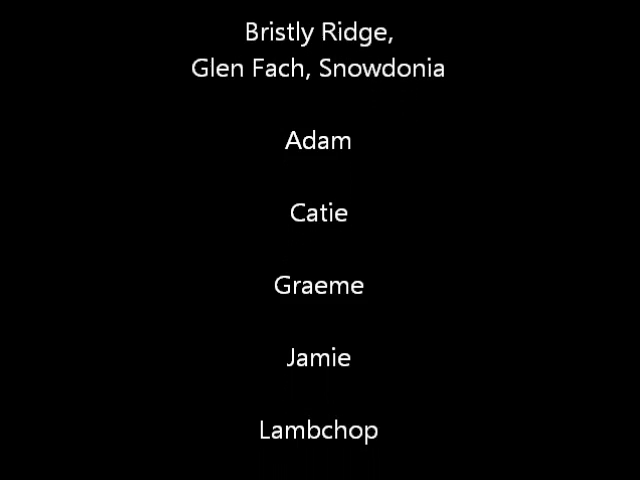 Bristly Ridge,
Glen Fach, Snowdonia
Adam
Catie
Graeme
Jamie
Lambchop